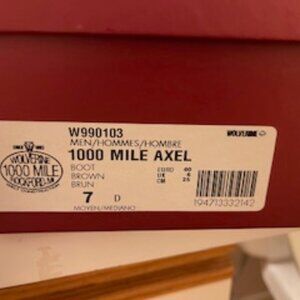 W990103
WOLVERINE
MEN/HOMMES/HOMBRE
1000 MILE AXEL
WOLVERINE
1000 MILE
ROCKFORD, MI
BOOT
BROWN
BRUN
EURO 40
UK 6
CM 25
7 D
MOYEN/MEDIANO
194713332142